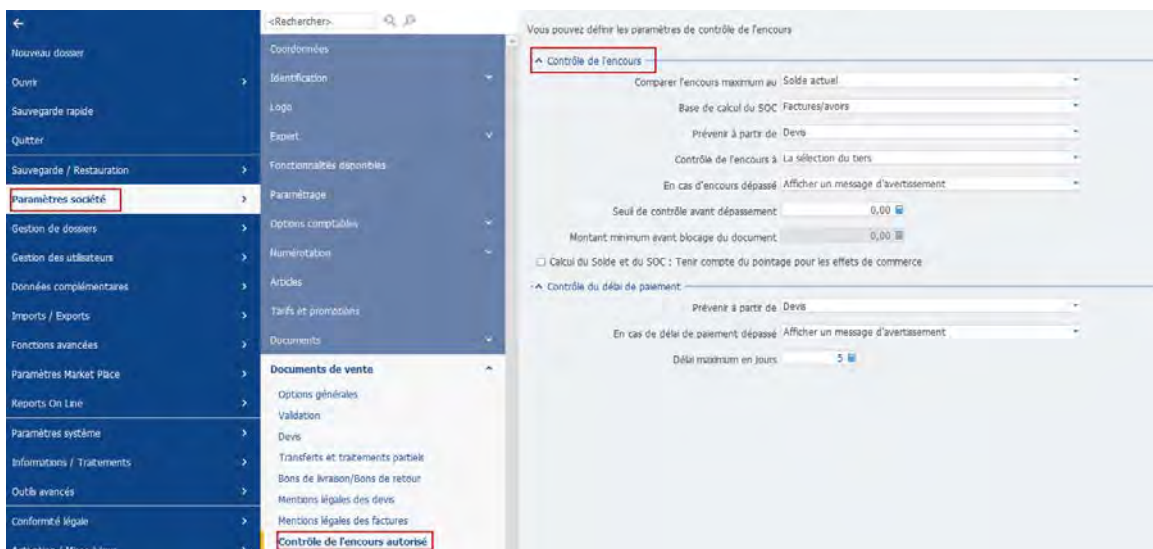 Nouveau dossier
Ouvrir
Sauvegarde rapide
Quitter
Sauvegarde / Restauration
Paramètres société
Gestion de dossiers
Gestion des utilisateurs
Données complémentaires
Imports / Exports
Fonctions avancées
Paramètres Market Place
Reports On Line
Paramètres système
Informations / Traitements
Outils avancés
Conformité légale
<Rechercher>
Coordonnées
Identification
Logo
Expert
Fonctionnalités disponibles
Paramétrage
Options comptables
Numérotation
Articles
Tarifs et promotions
Documents
Documents de vente
Options générales
Validation
Devis
Transferts et traitements partiels
Bons de livraison/Bons de retour
Mentions légales des devis
Mentions légales des factures
Contrôle de l'encours autorisé
Vous pouvez définir les paramètres de contrôle de l'encours
Contrôle de l'encours
Comparer l'encours maximum au Solde actuel
Base de calcul du SOC Factures/avoirs
Prévenir à partir de Devis
Contrôle de l'encours à La sélection du tiers
En cas d'encours dépassé Afficher un message d'avertissement
Seuil de contrôle avant dépassement 0,00
Montant minimum avant blocage du document 0,00
Calcul du Solde et du SOC : Tenir compte du pointage pour les effets de commerce
Contrôle du délai de paiement
Prévenir à partir de Devis
En cas de délai de paiement dépassé Afficher un message d'avertissement
Délai maximum en jours 5